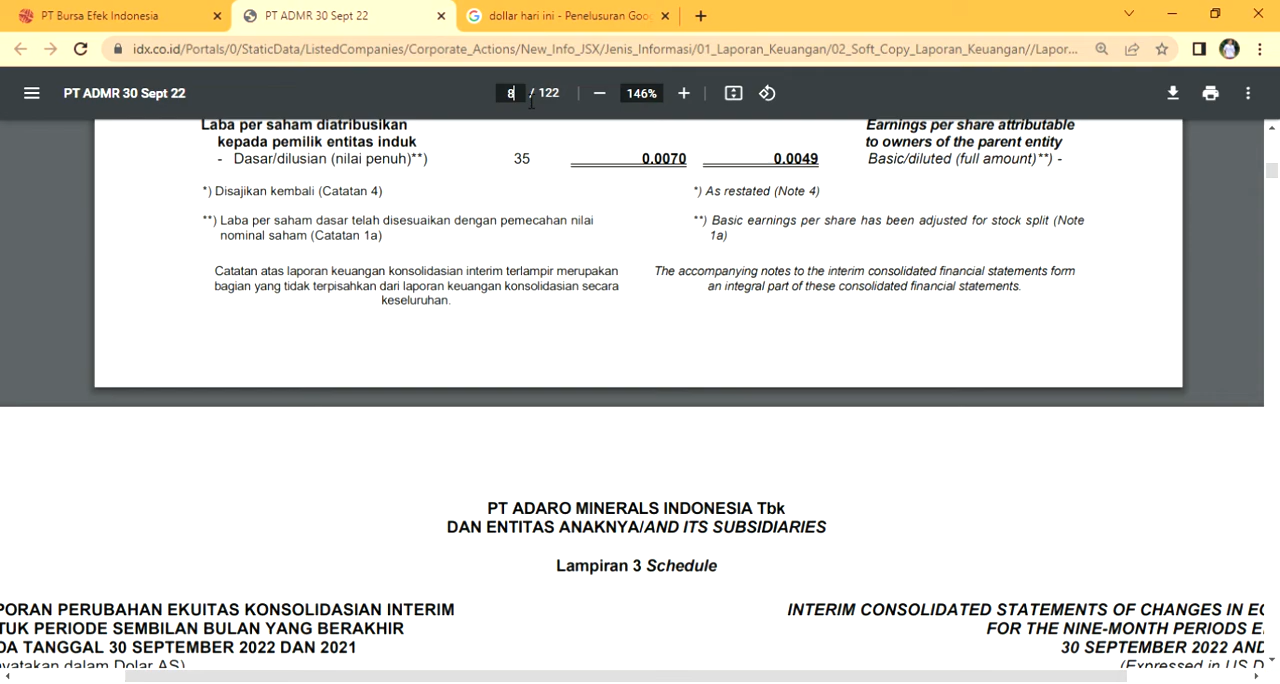 PT Bursa Efek Indonesia
PT ADMR 30 Sept 22
dollar hari ini - Penelusuran Goo
idx.co.id/Portals/0/StaticData/ListedCompanies/Corporate_Actions/New_Info_JSX/Jenis_Informasi/01_Laporan_Keuangan/02_Soft_Copy_Laporan_Keuangan//Lapor...
PT ADMR 30 Sept 22
8 / 122
146%
Laba per saham diatribusikan
kepada pemilik entitas induk
- Dasar/dilusian (nilai penuh)**)
35
0.0070
0.0049
Earnings per share attributable
to owners of the parent entity
Basic/diluted (full amount)**) -
*) Disajikan kembali (Catatan 4)
*) As restated (Note 4)
**) Laba per saham dasar telah disesuaikan dengan pemecahan nilai
nominal saham (Catatan 1a)
**) Basic earnings per share has been adjusted for stock split (Note
1a)
Catatan atas laporan keuangan konsolidasian interim terlampir merupakan
bagian yang tidak terpisahkan dari laporan keuangan konsolidasian secara
keseluruhan.
The accompanying notes to the interim consolidated financial statements form
an integral part of these consolidated financial statements.
PT ADARO MINERALS INDONESIA Tbk
DAN ENTITAS ANAKNYA/AND ITS SUBSIDIARIES
Lampiran 3 Schedule
PORAN PERUBAHAN EKUITAS KONSOLIDASIAN INTERIM
TUK PERIODE SEMBILAN BULAN YANG BERAKHIR
DA TANGGAL 30 SEPTEMBER 2022 DAN 2021
nyatakan dalam Dolar AS)
INTERIM CONSOLIDATED STATEMENTS OF CHANGES IN EQ
FOR THE NINE-MONTH PERIODS E
30 SEPTEMBER 2022 AND
(Expressed in US D